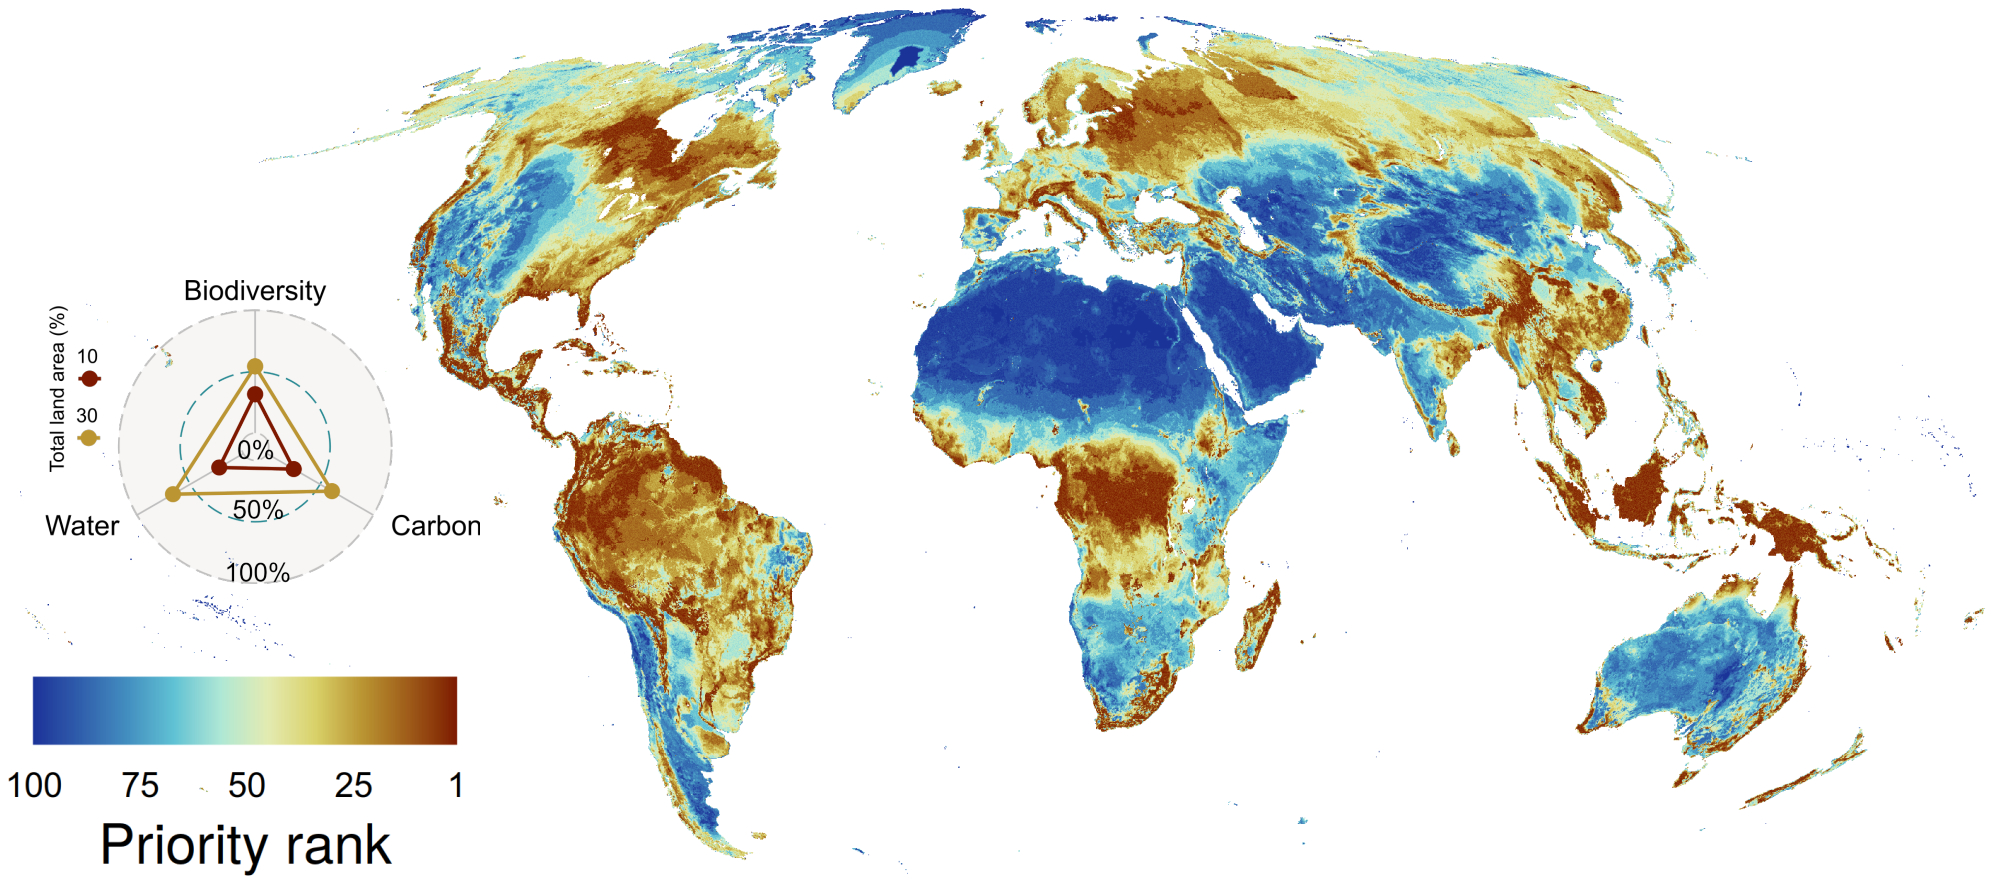 Biodiversity
Total land area (%)
10
30
0%
50%
100%
Water
Carbon
100 75 50 25 1
Priority rank